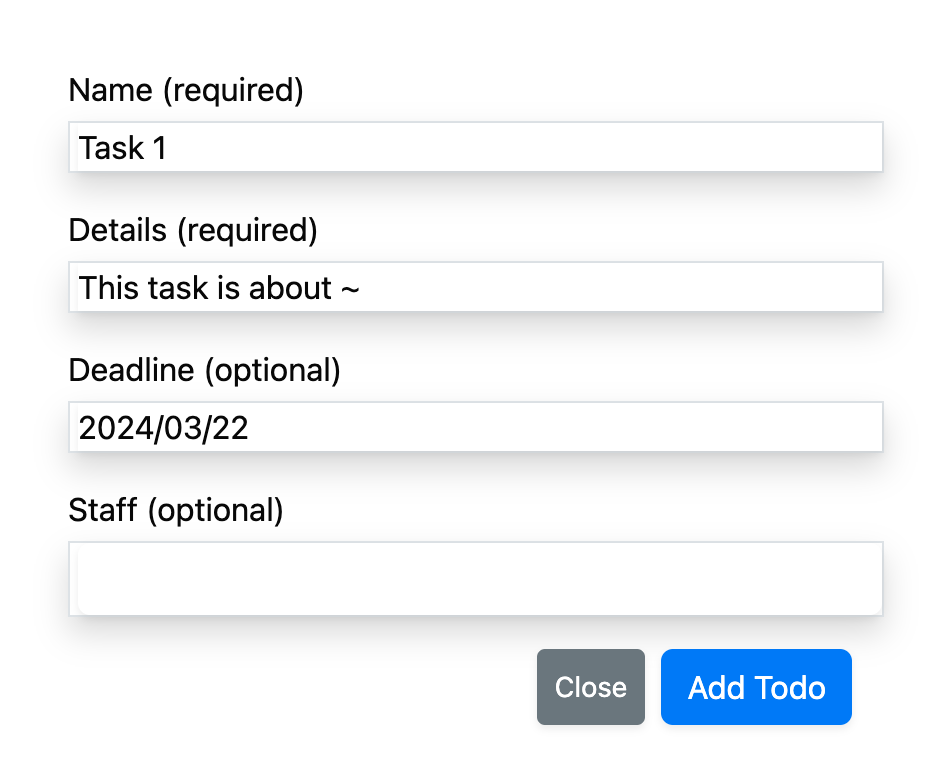 Name (required)
Task 1
Details (required)
This task is about ~
Deadline (optional)
2024/03/22
Staff (optional)
Close
Add Todo